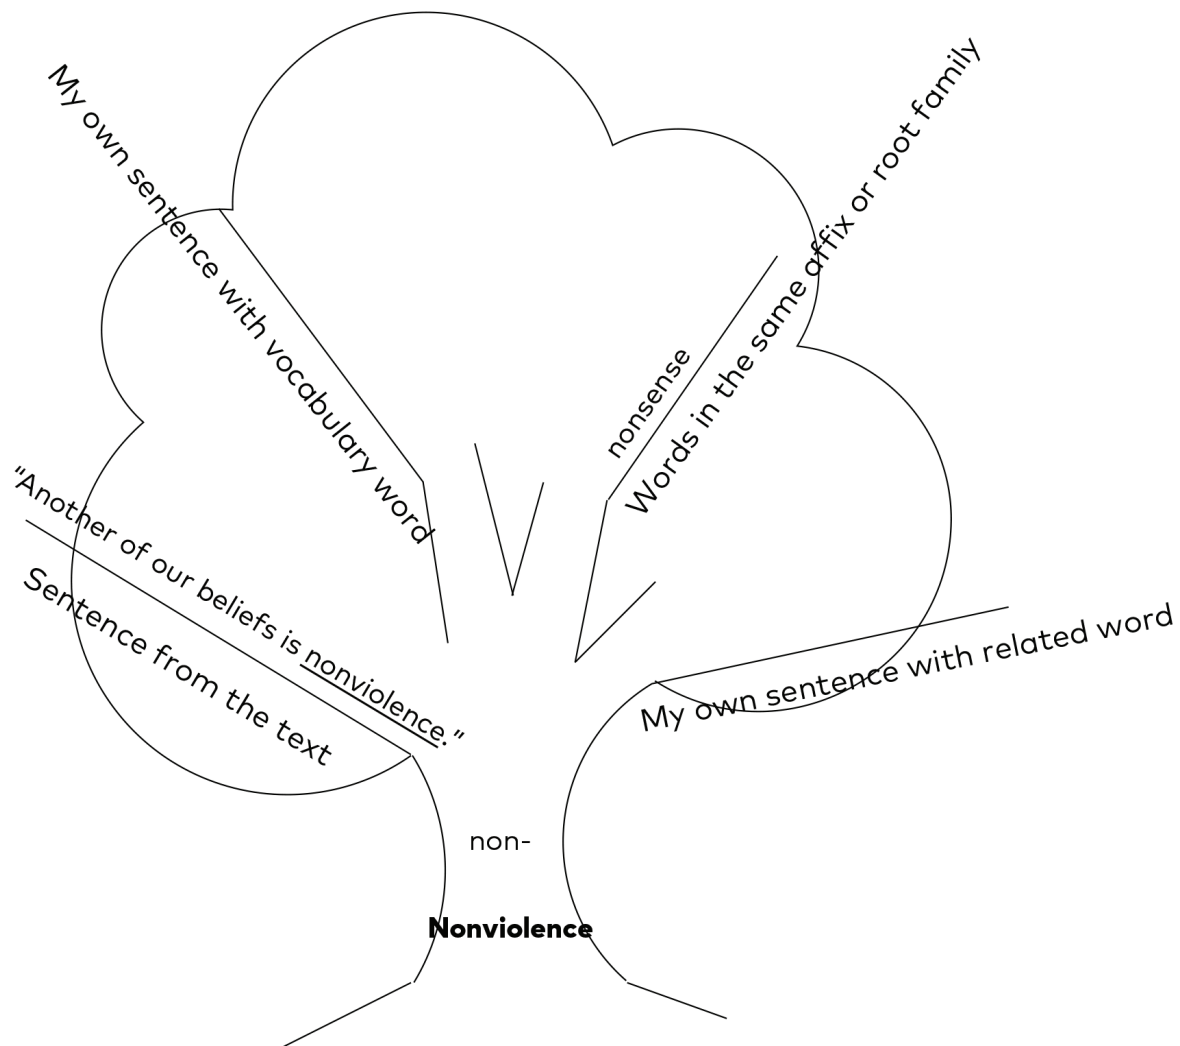 My own sentence with vocabulary word
nonsense
Words in the same affix or root family
"Another of our beliefs is nonviolence."
Sentence from the text
My own sentence with related word
non-
Nonviolence